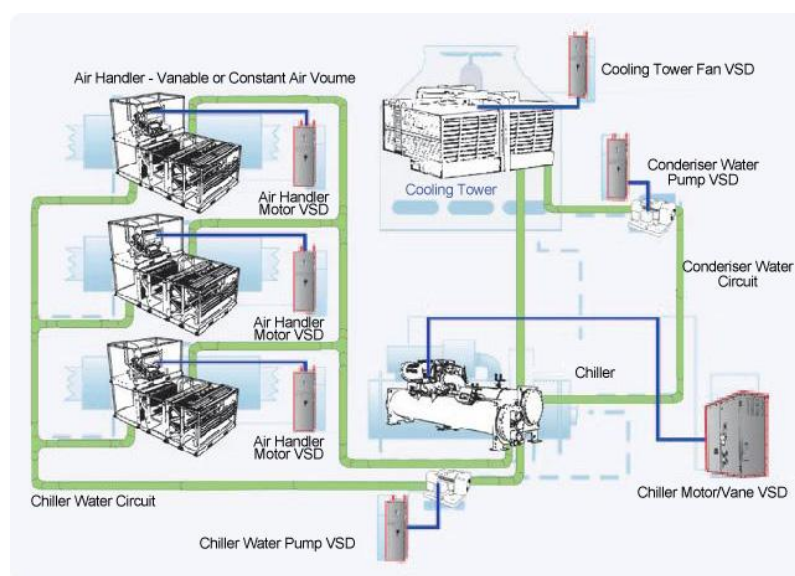 Air Handler - Vanable or Constant Air Voume
Cooling Tower Fan VSD
Conderiser Water
Pump VSD
Cooling Tower
Air Handler
Motor VSD
Conderiser Water
Circuit
Air Handler
Motor VSD
Chiller
Air Handler
Motor VSD
Chiller Water Circuit
Chiller Motor/Vane VSD
Chiller Water Pump VSD